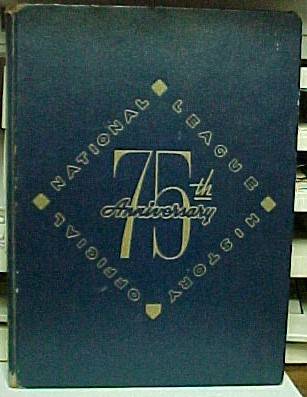 OFFICIAL NATIONAL LEAGUE HISTORY
75th
Anniversary